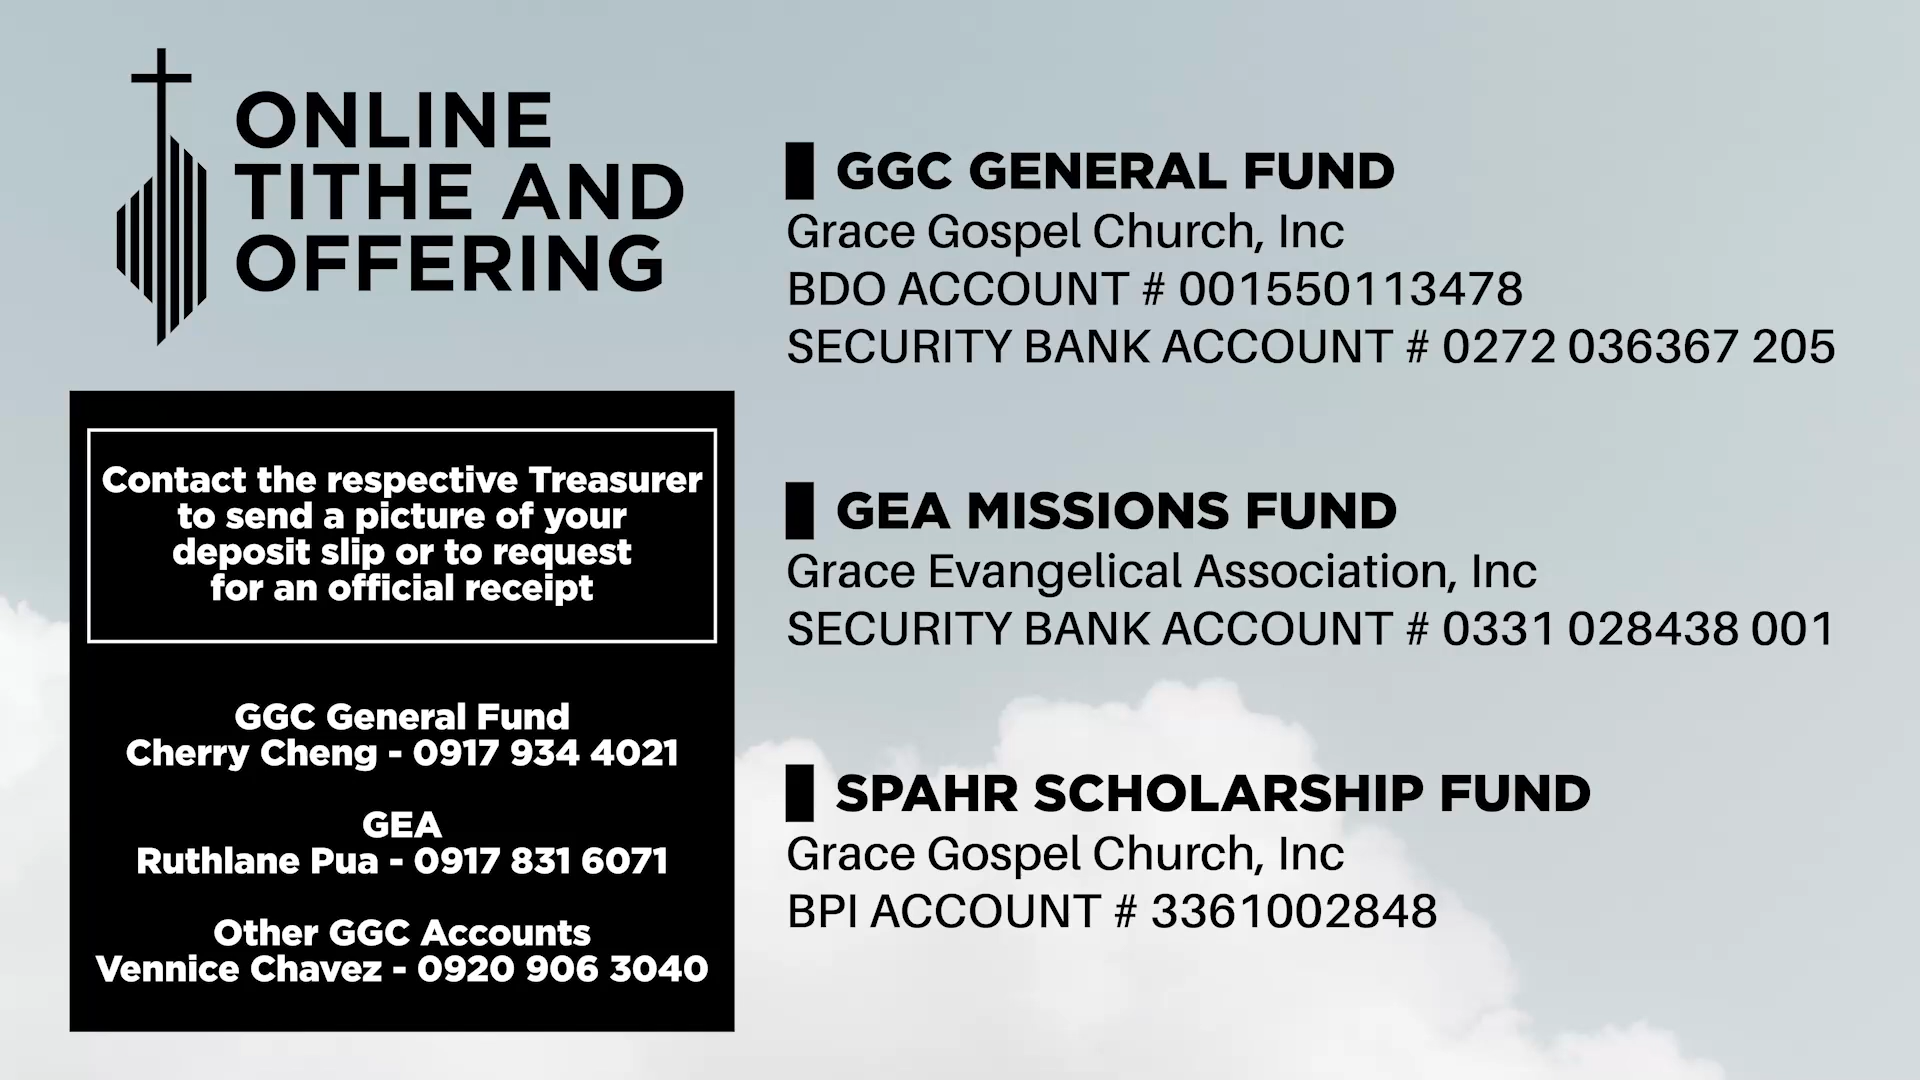 ONLINE
TITHE AND
OFFERING
Contact the respective Treasurer
to send a picture of your
deposit slip or to request
for an official receipt
GGC General Fund
Cherry Cheng - 0917 934 4021
GEA
Ruthlane Pua - 0917 831 6071
Other GGC Accounts
Vennice Chavez - 0920 906 3040
GGC GENERAL FUND
Grace Gospel Church, Inc
BDO ACCOUNT # 001550113478
SECURITY BANK ACCOUNT # 0272 036367 205
GEA MISSIONS FUND
Grace Evangelical Association, Inc
SECURITY BANK ACCOUNT # 0331 028438 001
SPAHR SCHOLARSHIP FUND
Grace Gospel Church, Inc
BPI ACCOUNT # 3361002848